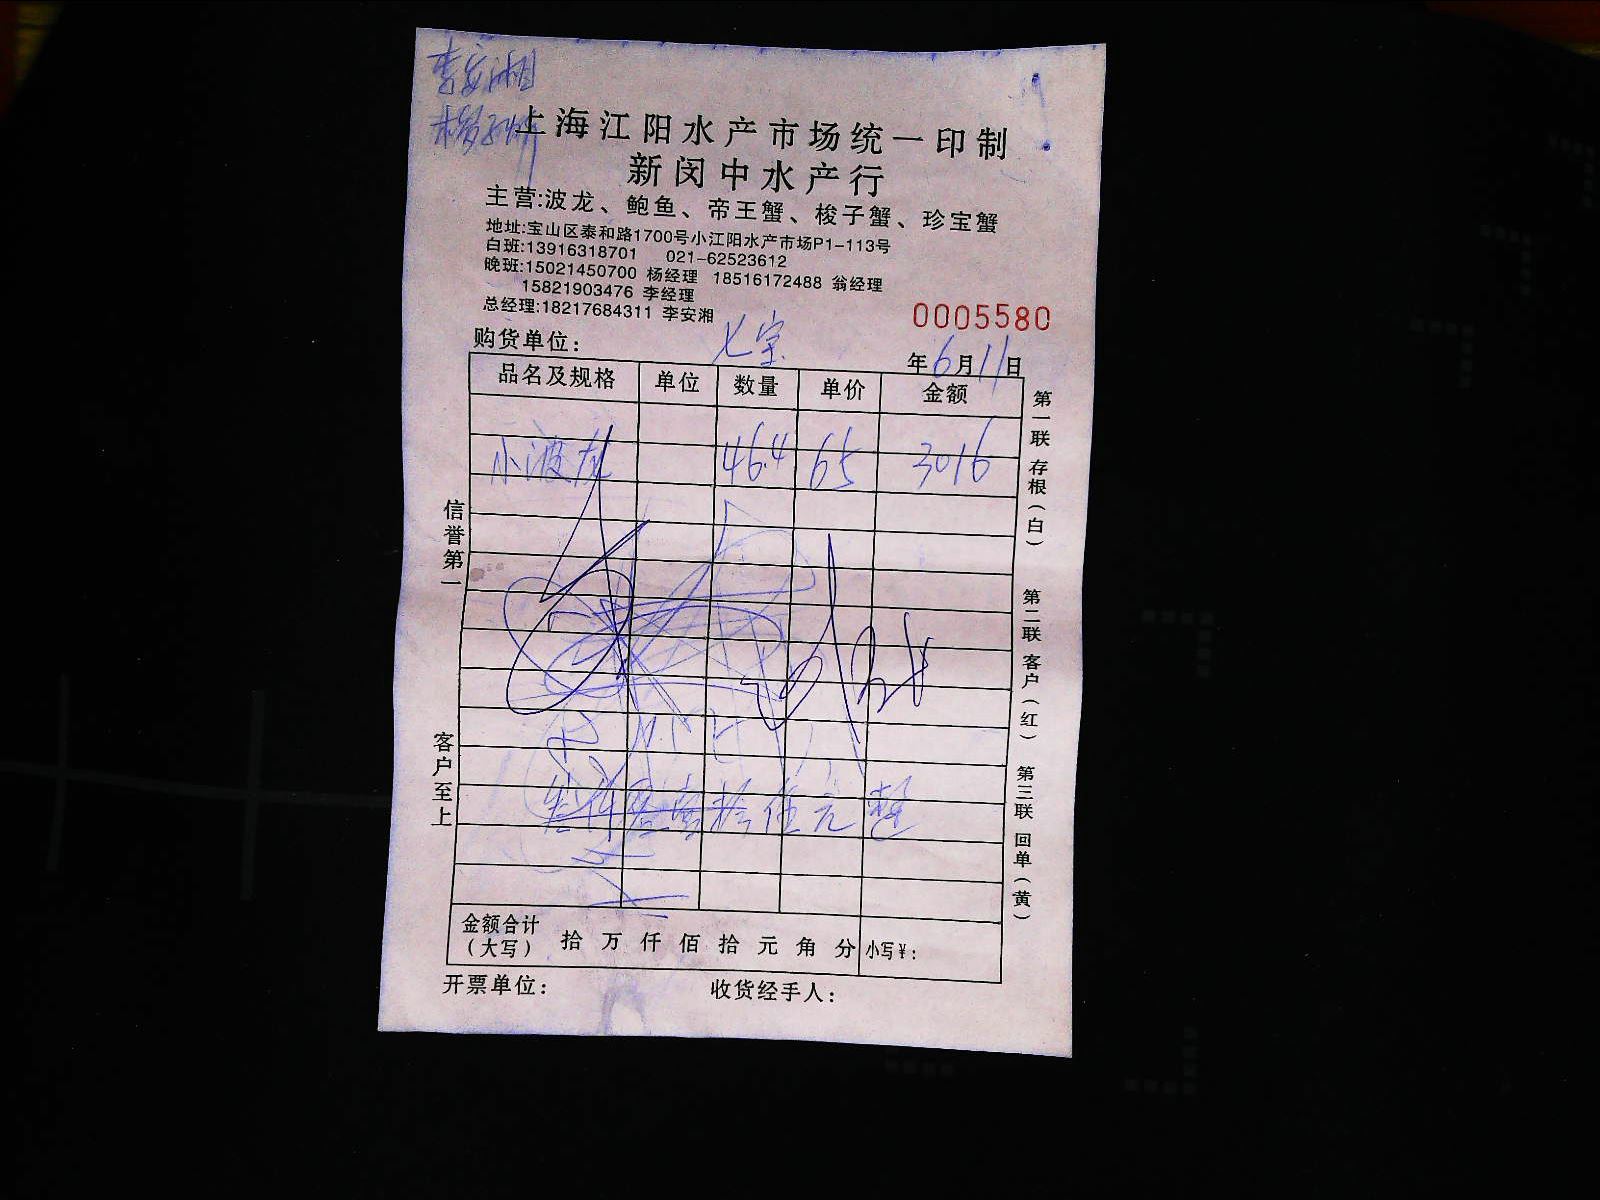 李安湘
上海江阳水产市场统一印制
新闵中水产行
主营:波龙、鲍鱼、帝王蟹、梭子蟹、珍宝蟹
地址:宝山区泰和路1700号小江阳水产市场P1-113号
白班:13916318701 021-62523612
晚班:15021450700 杨经理 18516172488 翁经理
15821903476 李经理
总经理:18217684311 李安湘
0005580
购货单位: 七宝
年6月11日
品名及规格 单位 数量 单价 金额
小波龙 46.4 65 3016
元整
金额合计
(大写) 拾万仟佰拾元角分 小写¥:
开票单位: 收货经手人:
信誉第一
客户至上
第一联 存根(白)
第二联 客户(红)
第三联 回单(黄)